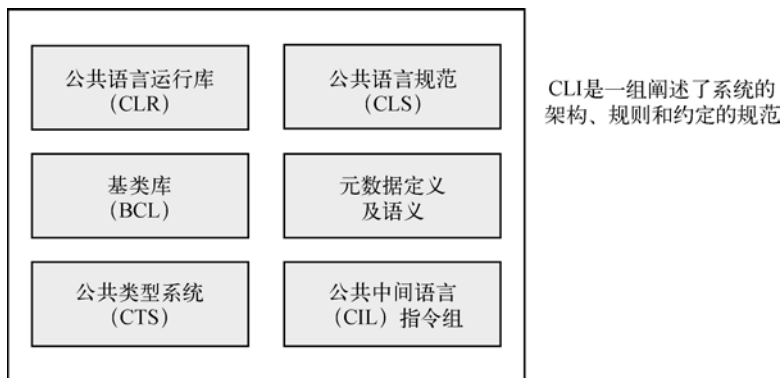 公共语言运行库
（CLR）
公共语言规范
（CLS）
CLI是一组阐述了系统的
架构、规则和约定的规范
基类库
（BCL）
元数据定义
及语义
公共类型系统
（CTS）
公共中间语言
（CIL）指令组